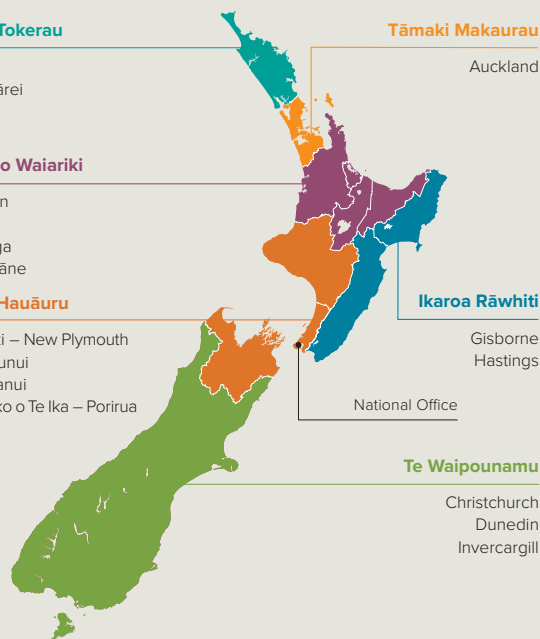 Tokerau
Tāmaki Makaurau
Auckland
ārei
o Waiariki
n
ga
āne
Hauāuru
ti – New Plymouth
unui
anui
ko o Te Ika – Porirua
Ikaroa Rāwhiti
Gisborne
Hastings
National Office
Te Waipounamu
Christchurch
Dunedin
Invercargill